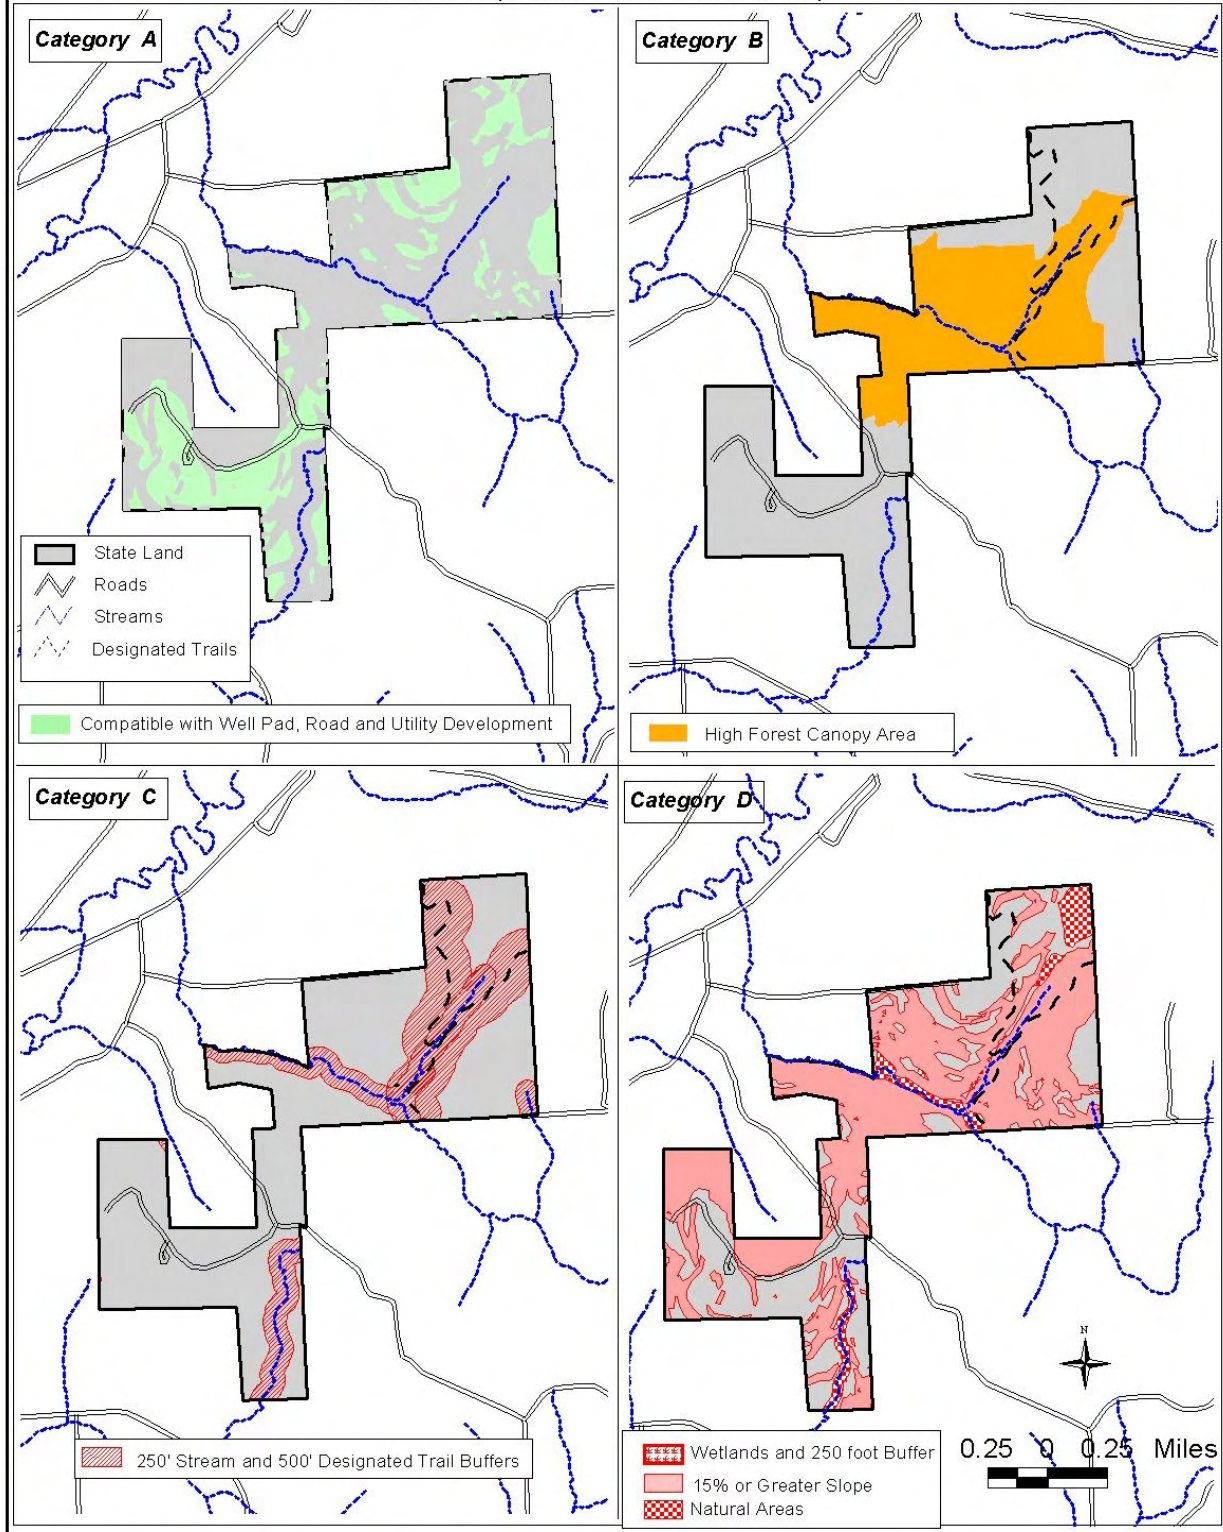 Category A
Category B
State Land
Roads
Streams
Designated Trails
Compatible with Well Pad, Road and Utility Development
High Forest Canopy Area
Category C
Category D
N
250' Stream and 500' Designated Trail Buffers
Wetlands and 250 foot Buffer
15% or Greater Slope
Natural Areas
0.25 0 0.25 Miles